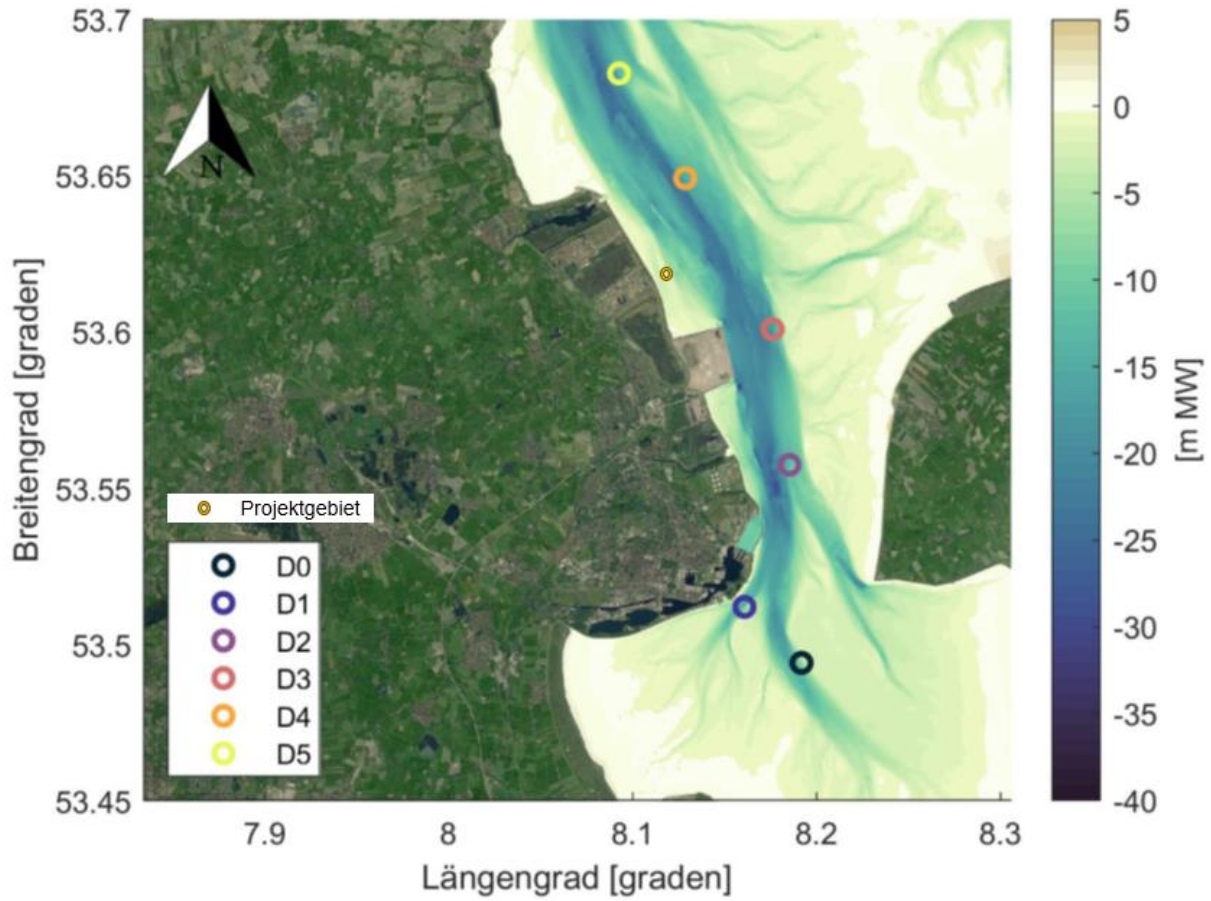 53.7
53.65
53.6
53.55
53.5
53.45
Breitengrad [graden]
N
Projektgebiet
D0
D1
D2
D3
D4
D5
7.9
8
8.1
8.2
8.3
Längengrad [graden]
5
0
-5
-10
-15
-20
-25
-30
-35
-40
[m MW]